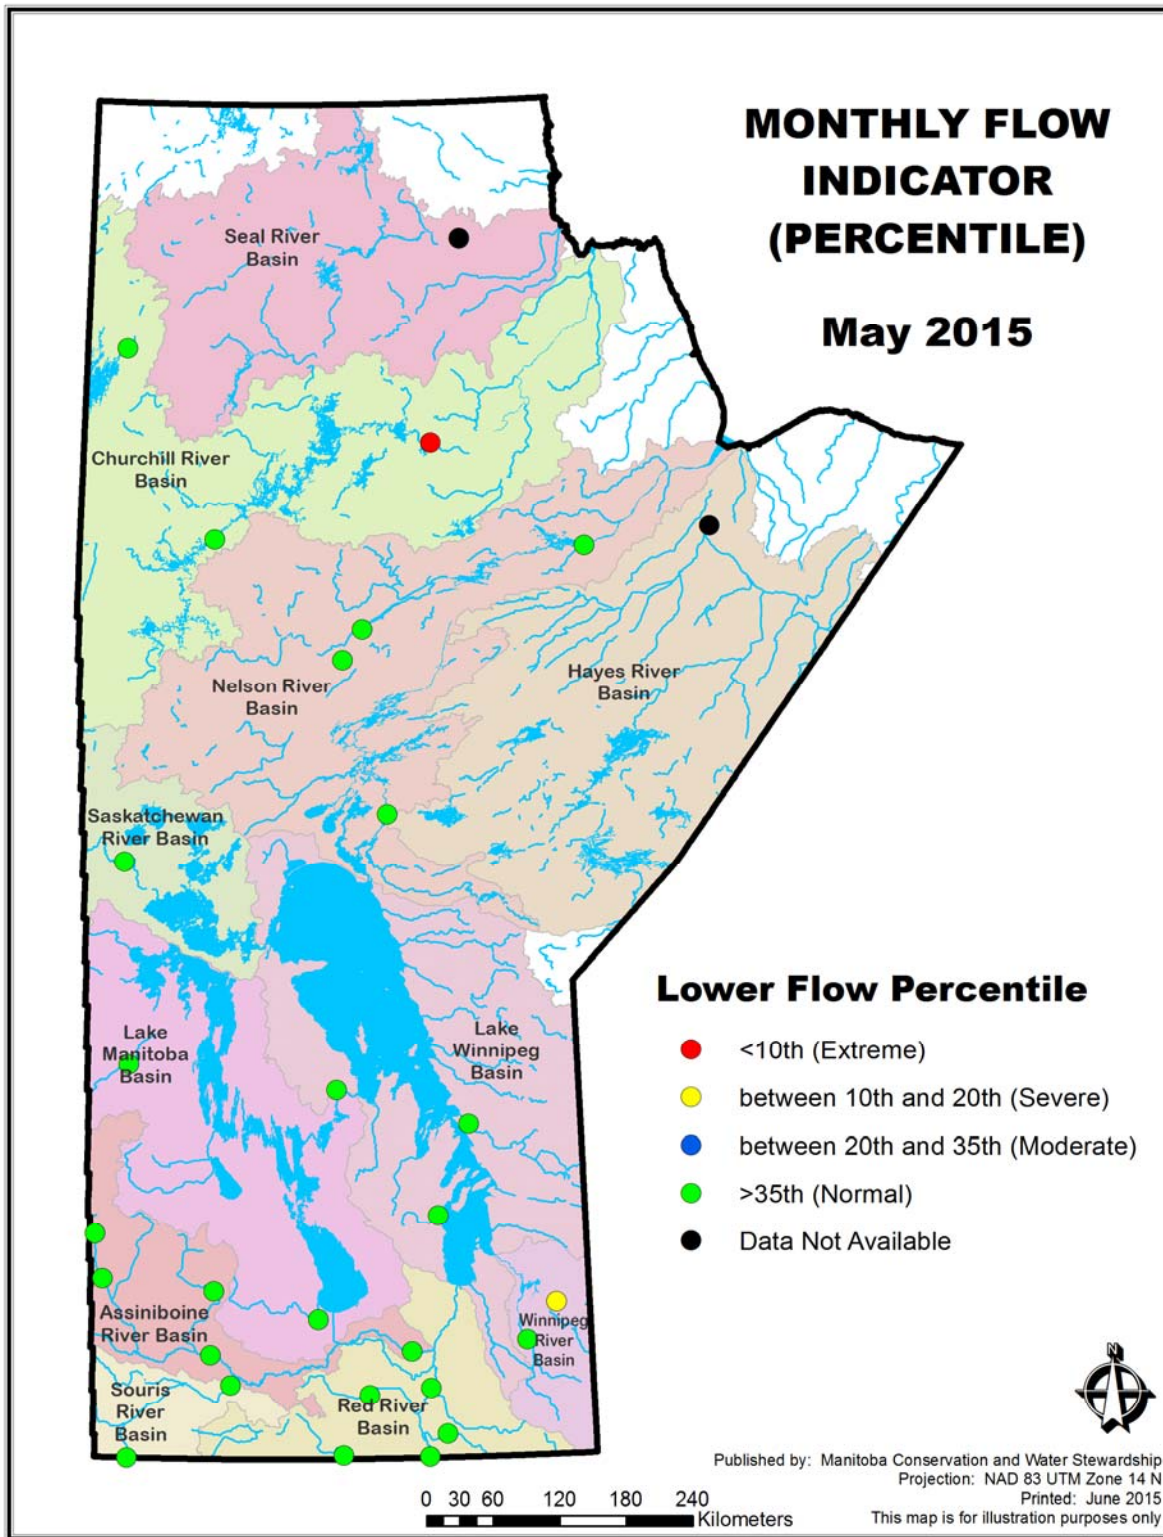 MONTHLY FLOW
INDICATOR
(PERCENTILE)
May 2015
Seal River
Basin
Churchill River
Basin
Nelson River
Basin
Hayes River
Basin
Saskatchewan
River Basin
Lake
Manitoba
Basin
Lake
Winnipeg
Basin
Assiniboine
River Basin
Winnipeg
River
Basin
Souris
River
Basin
Red River
Basin
Lower Flow Percentile
<10th (Extreme)
between 10th and 20th (Severe)
between 20th and 35th (Moderate)
>35th (Normal)
Data Not Available
N
0 30 60 120 180 240
Kilometers
Published by: Manitoba Conservation and Water Stewardship
Projection: NAD 83 UTM Zone 14 N
Printed: June 2015
This map is for illustration purposes only